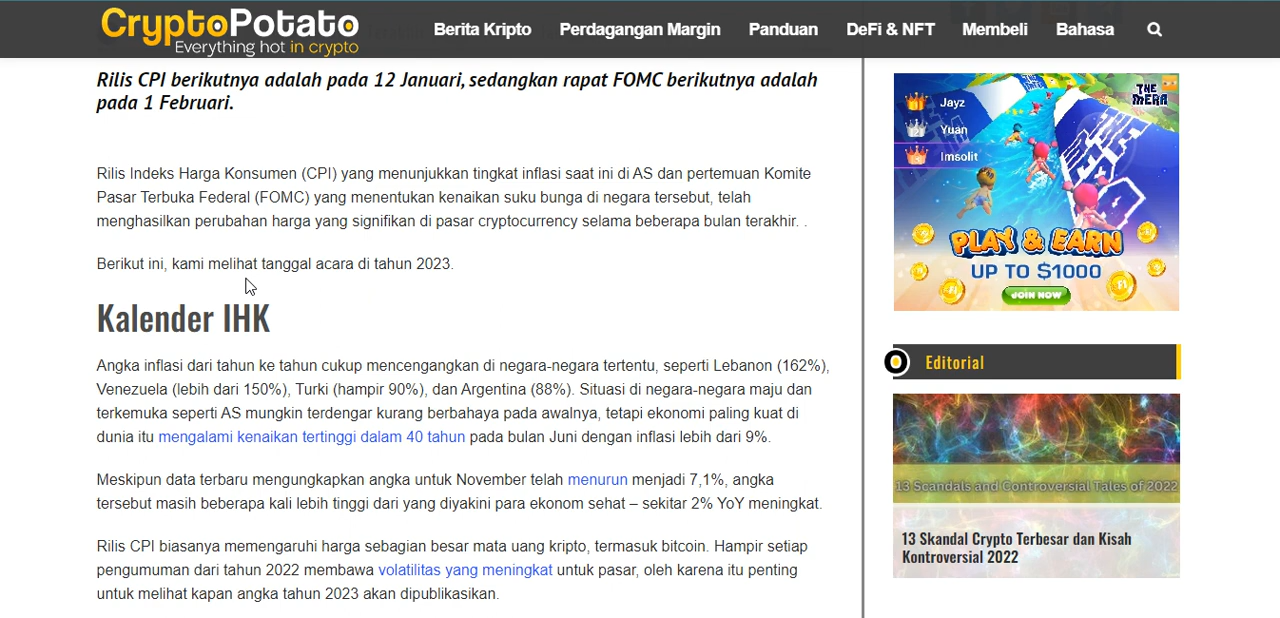 CryptoPotato
Everything hot in crypto
Berita Kripto Perdagangan Margin Panduan DeFi & NFT Membeli Bahasa
Rilis CPI berikutnya adalah pada 12 Januari, sedangkan rapat FOMC berikutnya adalah
pada 1 Februari.
Rilis Indeks Harga Konsumen (CPI) yang menunjukkan tingkat inflasi saat ini di AS dan pertemuan Komite
Pasar Terbuka Federal (FOMC) yang menentukan kenaikan suku bunga di negara tersebut, telah
menghasilkan perubahan harga yang signifikan di pasar cryptocurrency selama beberapa bulan terakhir. .
Berikut ini, kami melihat tanggal acara di tahun 2023.
Kalender IHK
Angka inflasi dari tahun ke tahun cukup mencengangkan di negara-negara tertentu, seperti Lebanon (162%),
Venezuela (lebih dari 150%), Turki (hampir 90%), dan Argentina (88%). Situasi di negara-negara maju dan
terkemuka seperti AS mungkin terdengar kurang berbahaya pada awalnya, tetapi ekonomi paling kuat di
dunia itu mengalami kenaikan tertinggi dalam 40 tahun pada bulan Juni dengan inflasi lebih dari 9%.
Meskipun data terbaru mengungkapkan angka untuk November telah menurun menjadi 7,1%, angka
tersebut masih beberapa kali lebih tinggi dari yang diyakini para ekonom sehat – sekitar 2% YoY meningkat.
Rilis CPI biasanya memengaruhi harga sebagian besar mata uang kripto, termasuk bitcoin. Hampir setiap
pengumuman dari tahun 2022 membawa volatilitas yang meningkat untuk pasar, oleh karena itu penting
untuk melihat kapan angka tahun 2023 akan dipublikasikan.
THE
MERA
Jayz
Yuan
Imsolit
PLAY & EARN
UP TO $1000
JOIN NOW
Editorial
13 Scandals and Controversial Tales of 2022
13 Skandal Crypto Terbesar dan Kisah
Kontroversial 2022